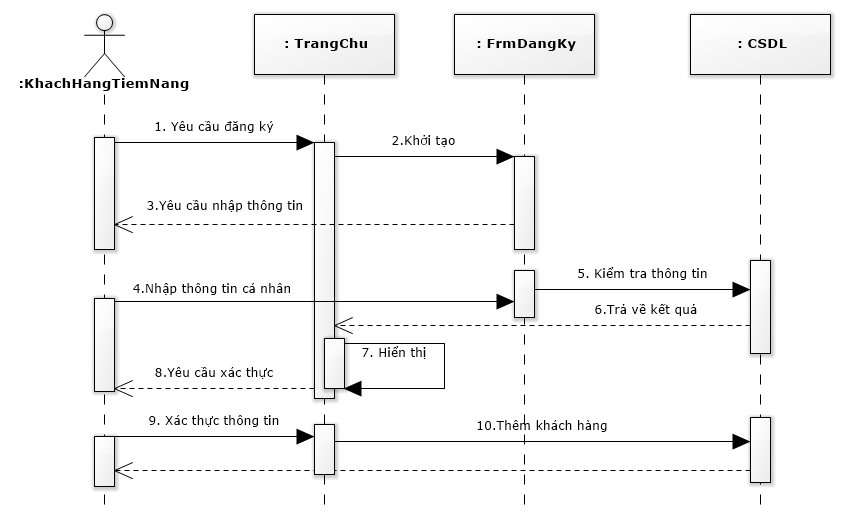 : TrangChu
: FrmDangKy
: CSDL
:KhachHangTiemNang
1. Yêu cầu đăng ký
2.Khởi tạo
3.Yêu cầu nhập thông tin
5. Kiểm tra thông tin
4.Nhập thông tin cá nhân
6.Trả về kết quả
7. Hiển thị
8.Yêu cầu xác thực
9. Xác thực thông tin
10.Thêm khách hàng